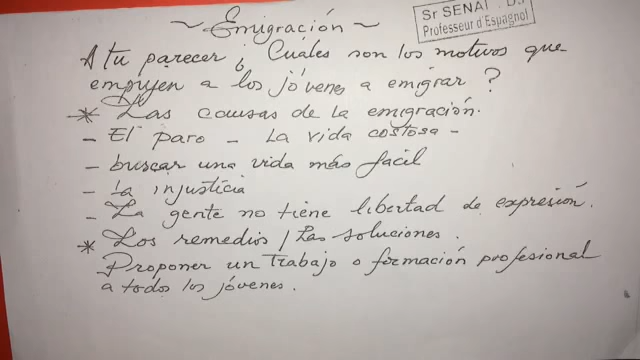 ~ Emigración ~
Sr SENAI
Professeur d'Espagnol
A tu parecer ¿ Cuales son los motivos que
empujen a los jóvenes a emigrar ?
* Las causas de la emigración.
- El paro - La vida costosa -
- buscar una vida más facil
- la injusticia
- La gente no tiene libertad de expresión.
* Los remedios / Las soluciones.
Proponer un trabajo o formación profesional
a todos los jóvenes.